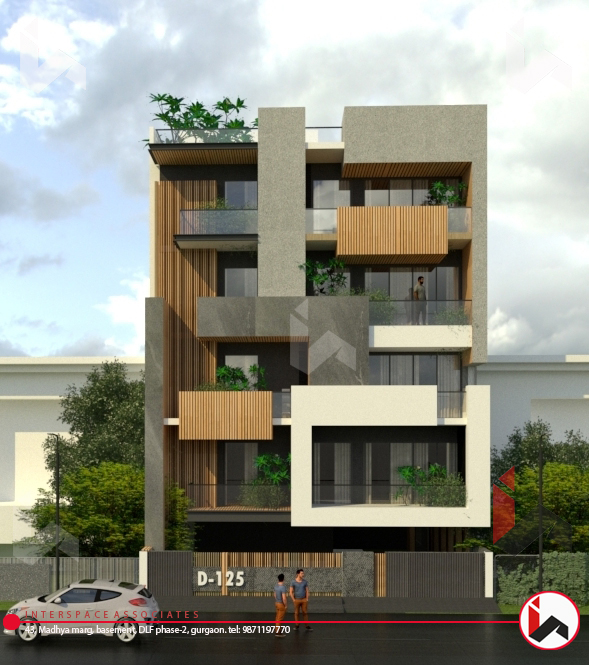 D-125
INTERSPACE ASSOCIATES
A3, Madhya marg, basement, DLF phase-2, gurgaon. tel: 9871197770